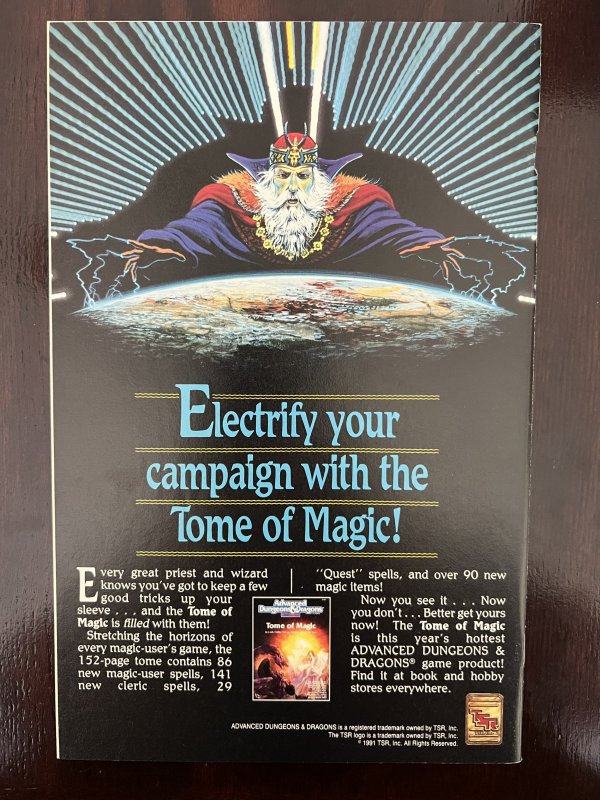 Electrify your
campaign with the
Tome of Magic!
Every great priest and wizard
knows you've got to keep a few
good tricks up your
sleeve . . . and the Tome of
Magic is filled with them!
Stretching the horizons of
every magic-user's game, the
152-page tome contains 86
new magic-user spells, 141
new cleric spells, 29
Advanced
Dungeons & Dragons
Tome of Magic
"Quest" spells, and over 90 new
magic items!
Now you see it . . . Now
you don't . . . Better get yours
now! The Tome of Magic
is this year's hottest
ADVANCED DUNGEONS &
DRAGONS® game product!
Find it at book and hobby
stores everywhere.
TSR
ADVANCED DUNGEONS & DRAGONS is a registered trademark owned by TSR, Inc.
The TSR logo is a trademark owned by TSR, Inc.
© 1991 TSR, Inc. All Rights Reserved.